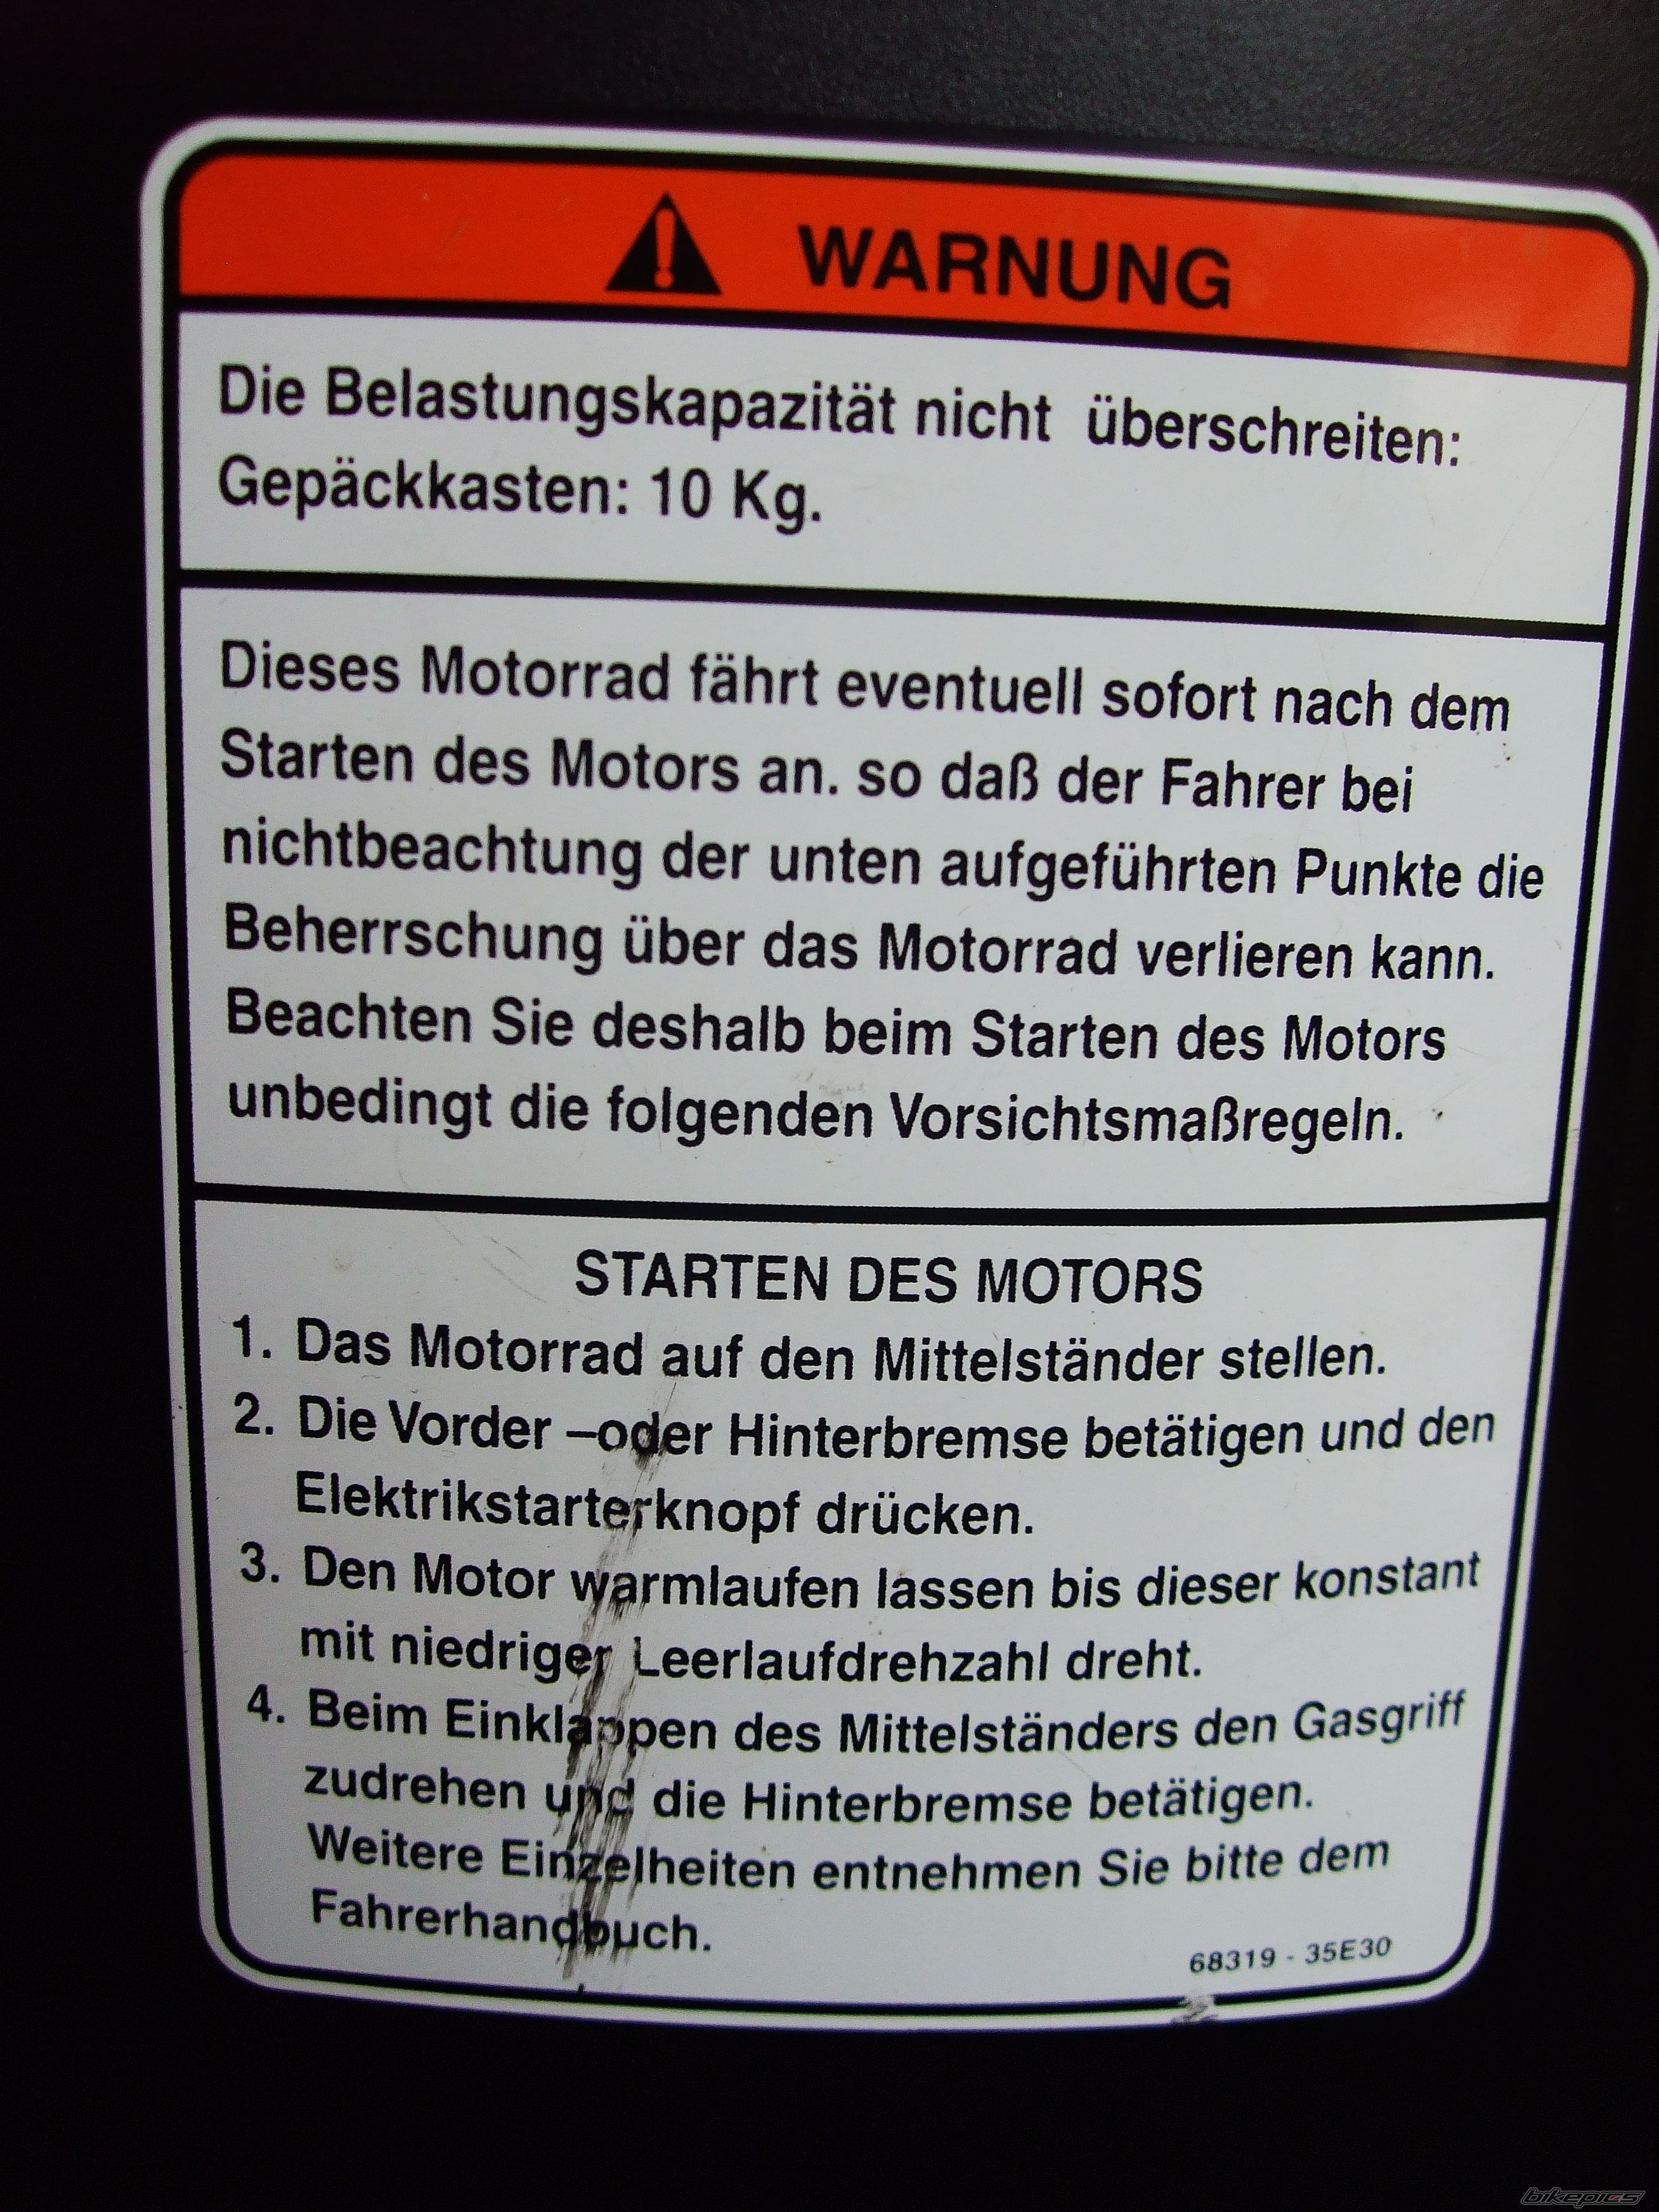 WARNUNG
Die Belastungskapazität nicht überschreiten:
Gepäckkasten: 10 Kg.
Dieses Motorrad fährt eventuell sofort nach dem
Starten des Motors an. so daß der Fahrer bei
nichtbeachtung der unten aufgeführten Punkte die
Beherrschung über das Motorrad verlieren kann.
Beachten Sie deshalb beim Starten des Motors
unbedingt die folgenden Vorsichtsmaßregeln.
STARTEN DES MOTORS
1. Das Motorrad auf den Mittelständer stellen.
2. Die Vorder –oder Hinterbremse betätigen und den
Elektrikstarterknopf drücken.
3. Den Motor warmlaufen lassen bis dieser konstant
mit niedriger Leerlaufdrehzahl dreht.
4. Beim Einklappen des Mittelständers den Gasgriff
zudrehen und die Hinterbremse betätigen.
Weitere Einzelheiten entnehmen Sie bitte dem
Fahrerhandbuch.
68319 - 35E30
bikepics